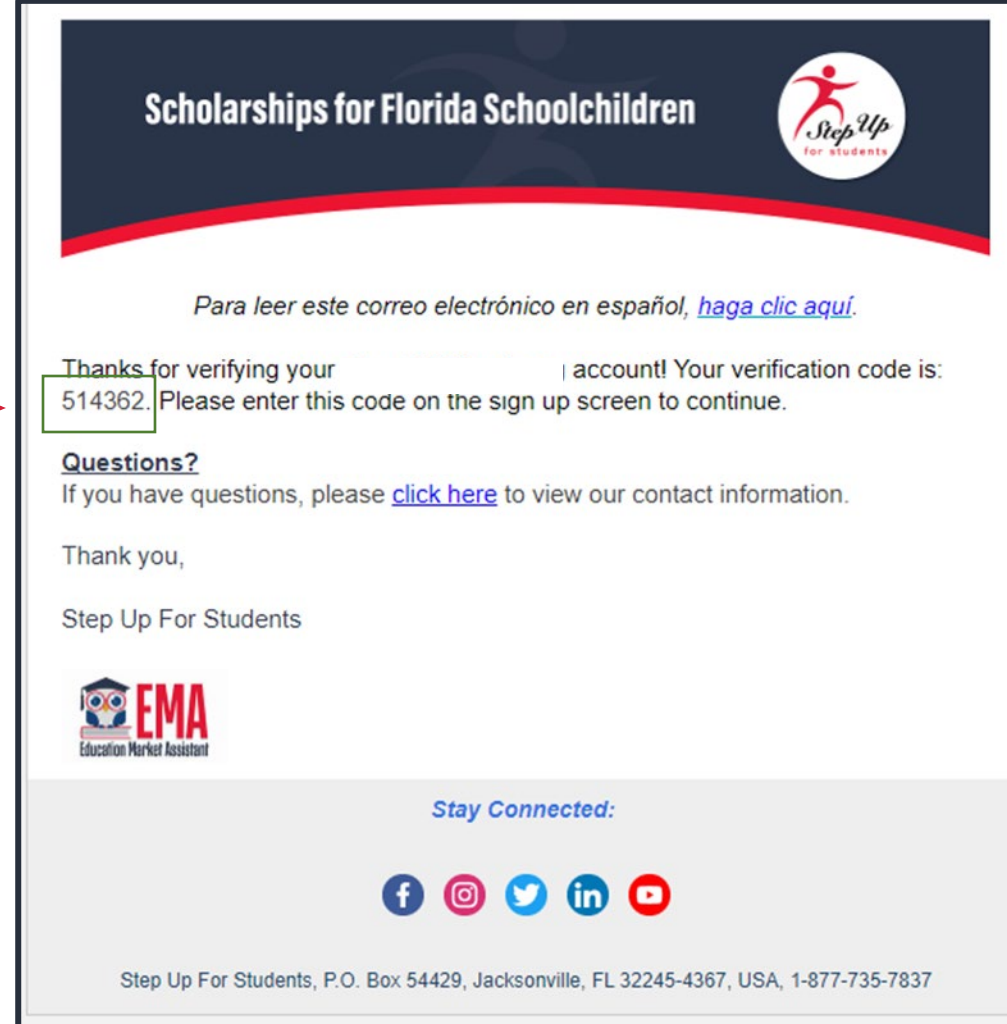 Scholarships for Florida Schoolchildren
Step Up
for students
Para leer este correo electrónico en español, haga clic aquí.
Thanks for verifying your account! Your verification code is:
514362. Please enter this code on the sign up screen to continue.
Questions?
If you have questions, please click here to view our contact information.
Thank you,
Step Up For Students
EMA
Education Market Assistant
Stay Connected:
f
in
Step Up For Students, P.O. Box 54429, Jacksonville, FL 32245-4367, USA, 1-877-735-7837